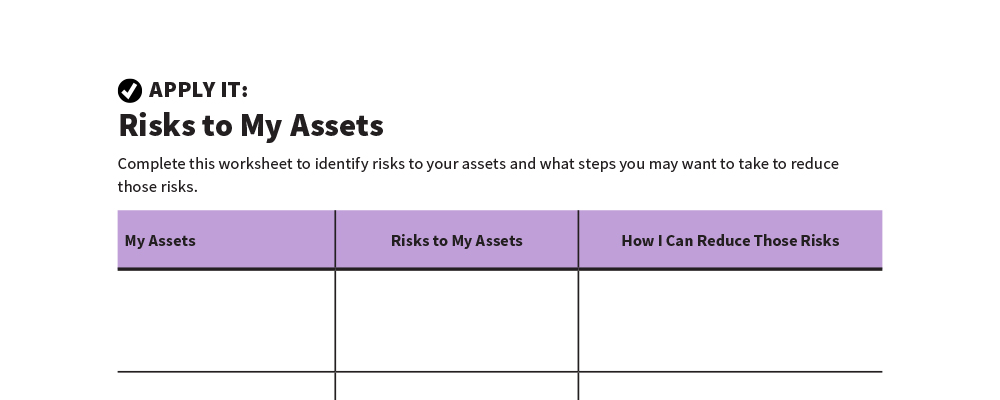 APPLY IT:
Risks to My Assets
Complete this worksheet to identify risks to your assets and what steps you may want to take to reduce
those risks.
My Assets
Risks to My Assets
How I Can Reduce Those Risks